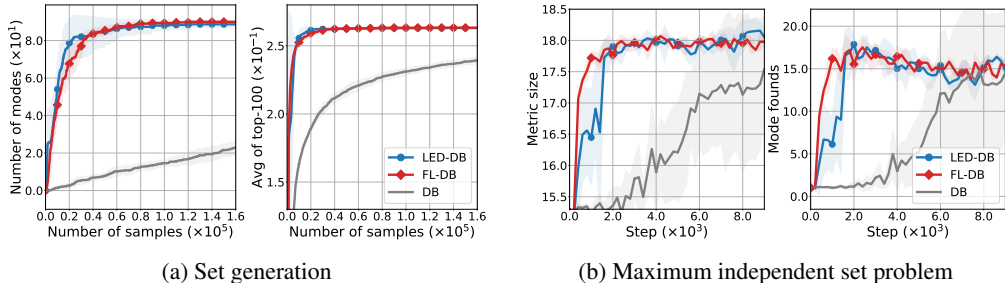 Number of modes (×10¹)
8.0
6.0
4.0
2.0
0.0
0.0 0.2 0.4 0.6 0.8 1.0 1.2 1.4 1.6
Number of samples (×10⁵)
Avg of top-100 (×10⁻¹)
2.5
2.0
1.5
0.0 0.2 0.4 0.6 0.8 1.0 1.2 1.4 1.6
Number of samples (×10⁵)
LED-DB
FL-DB
DB
(a) Set generation
Metric size
18.5
18.0
17.5
17.0
16.5
16.0
15.5
0.0 2.0 4.0 6.0 8.0
Step (×10³)
Mode founds
20.0
15.0
10.0
5.0
0.0
0.0 2.0 4.0 6.0 8.0
Step (×10³)
LED-DB
FL-DB
DB
(b) Maximum independent set problem